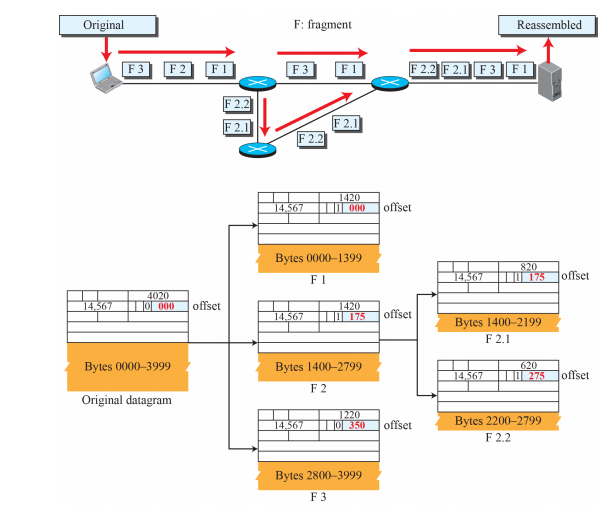 Original
F: fragment
Reassembled
F 3
F 2
F 1
F 3
F 1
F 2.2
F 2.1
F 3
F 1
F 2.2
F 2.1
F 2.1
F 2.2
1420
14,567
1
000
offset
Bytes 0000–1399
F 1
4020
14,567
0
000
offset
Bytes 0000–3999
Original datagram
1420
14,567
1
175
offset
Bytes 1400–2799
F 2
820
14,567
1
175
offset
Bytes 1400–2199
F 2.1
620
14,567
1
275
offset
Bytes 2200–2799
F 2.2
1220
14,567
0
350
offset
Bytes 2800–3999
F 3